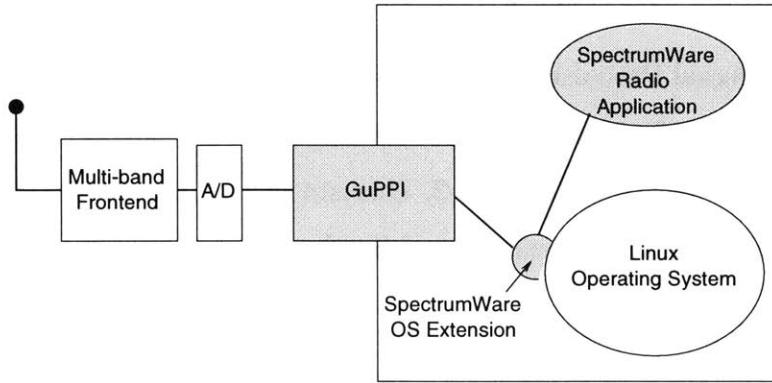 SpectrumWare
Radio
Application
Multi-band
Frontend
A/D
GuPPI
Linux
Operating System
SpectrumWare
OS Extension